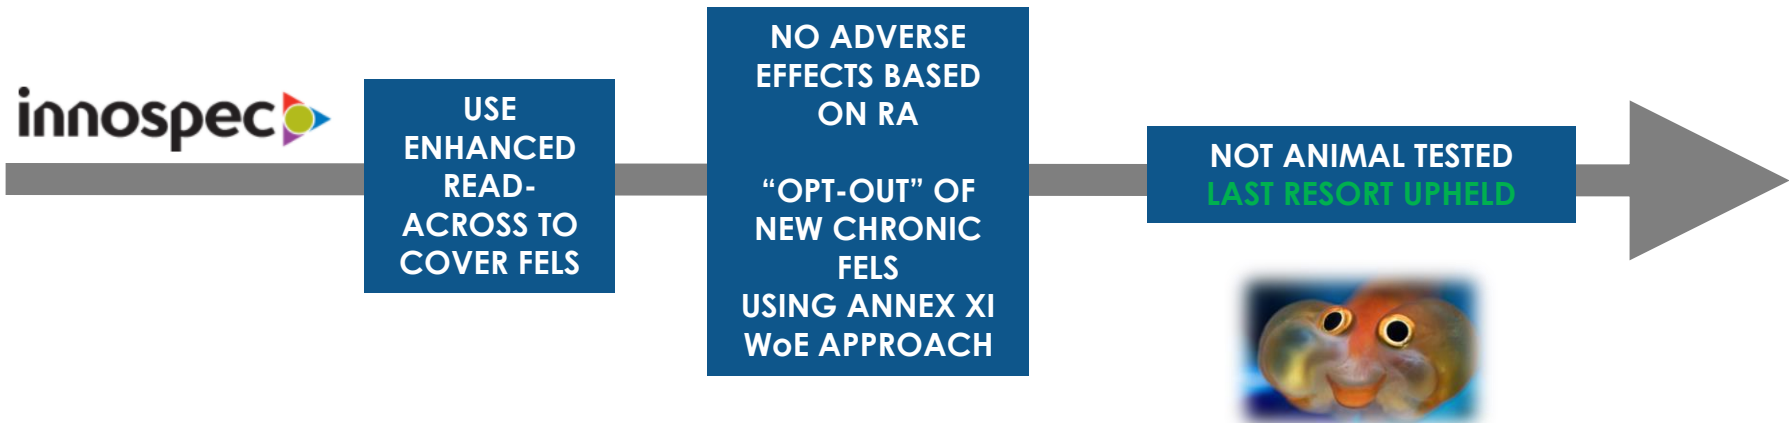 innospec
USE
ENHANCED
READ-
ACROSS TO
COVER FELS
NO ADVERSE
EFFECTS BASED
ON RA
“OPT-OUT” OF
NEW CHRONIC
FELS
USING ANNEX XI
WoE APPROACH
NOT ANIMAL TESTED
LAST RESORT UPHELD